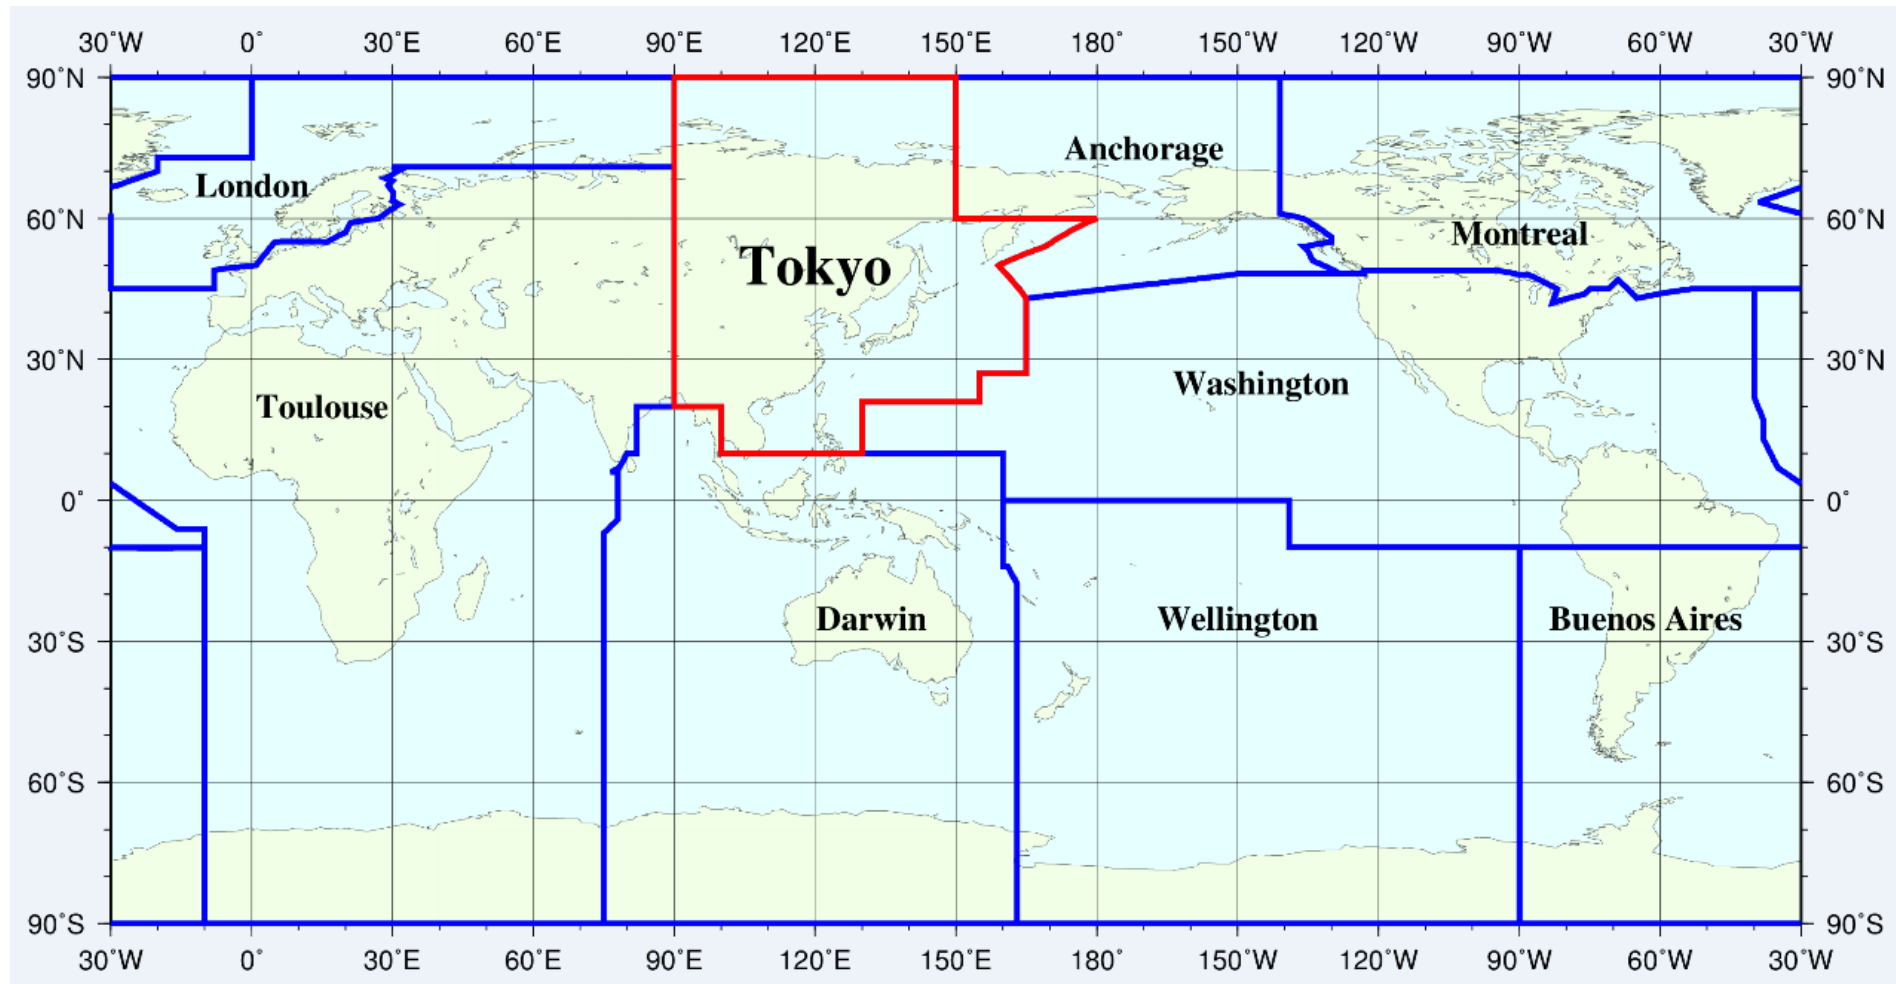 30˚W 0˚ 30˚E 60˚E 90˚E 120˚E 150˚E 180˚ 150˚W 120˚W 90˚W 60˚W 30˚W
90˚N 90˚N
Anchorage
London
60˚N 60˚N
Montreal
Tokyo
30˚N 30˚N
Washington
Toulouse
0˚ 0˚
Darwin Wellington Buenos Aires
30˚S 30˚S
60˚S 60˚S
90˚S 90˚S
30˚W 0˚ 30˚E 60˚E 90˚E 120˚E 150˚E 180˚ 150˚W 120˚W 90˚W 60˚W 30˚W